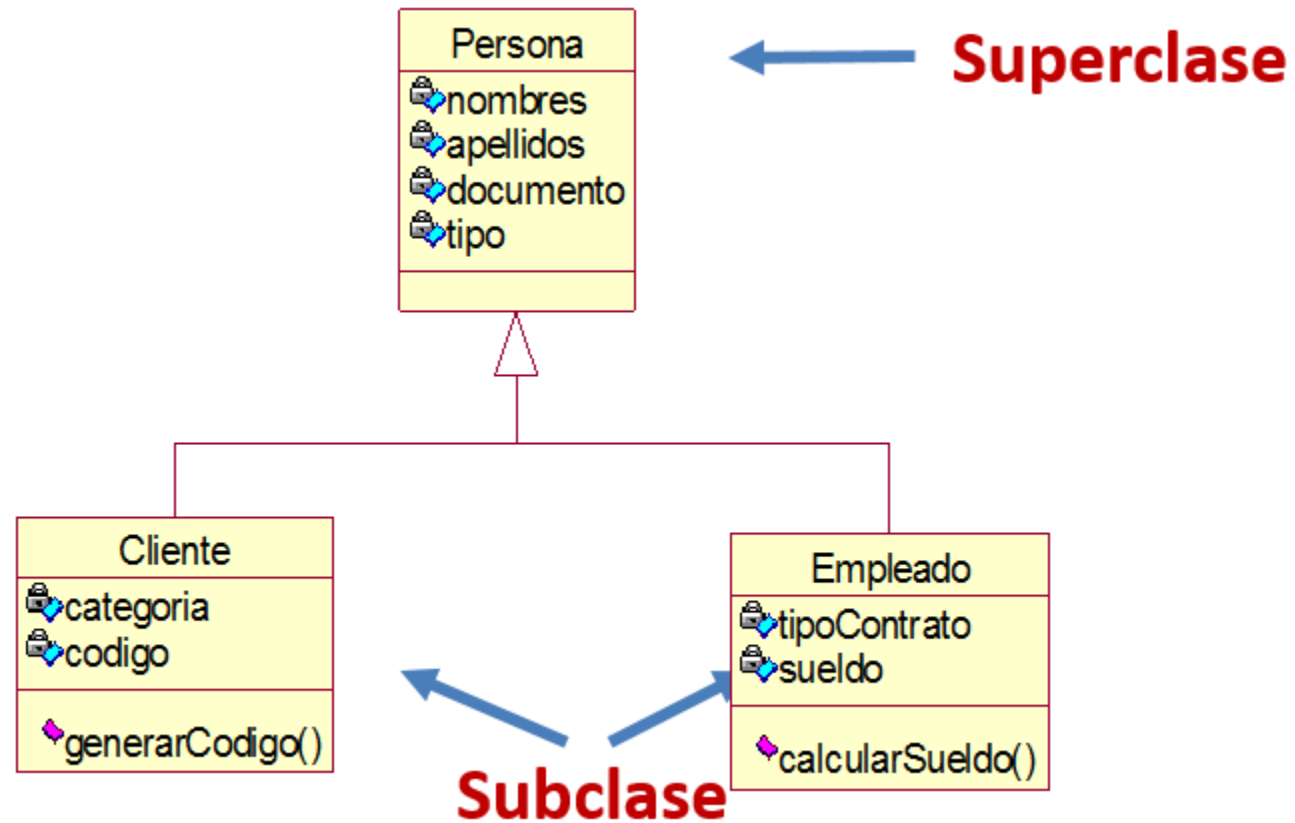 Persona
Superclase
nombres
apellidos
documento
tipo
Cliente
categoria
codigo
generarCodigo()
Empleado
tipoContrato
sueldo
calcularSueldo()
Subclase